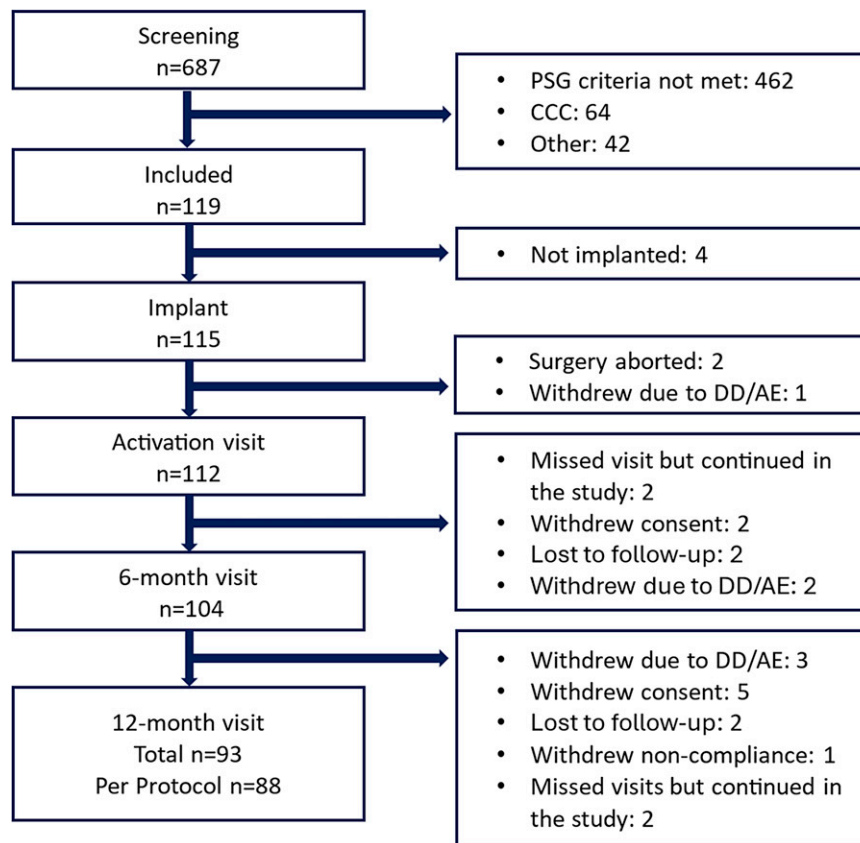 Screening
n=687
• PSG criteria not met: 462
• CCC: 64
• Other: 42
Included
n=119
• Not implanted: 4
Implant
n=115
• Surgery aborted: 2
• Withdrew due to DD/AE: 1
Activation visit
n=112
• Missed visit but continued in
the study: 2
• Withdrew consent: 2
• Lost to follow-up: 2
• Withdrew due to DD/AE: 2
6-month visit
n=104
• Withdrew due to DD/AE: 3
• Withdrew consent: 5
• Lost to follow-up: 2
• Withdrew non-compliance: 1
• Missed visits but continued in
the study: 2
12-month visit
Total n=93
Per Protocol n=88